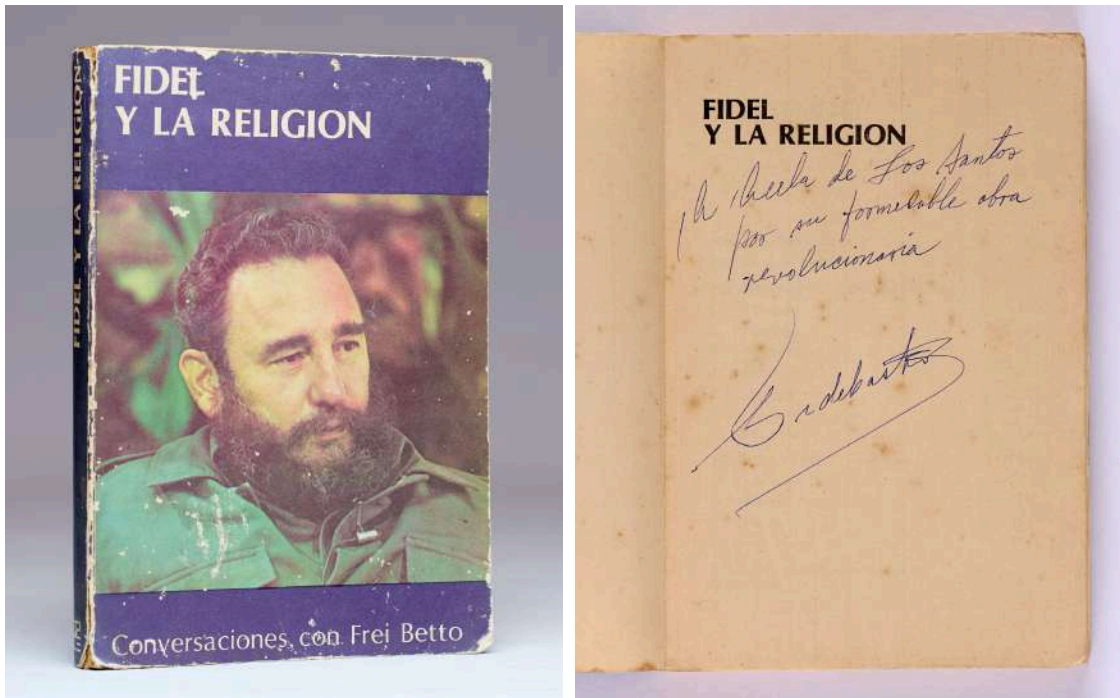 FIDEL
Y LA RELIGION
FIDEL Y LA RELIGION
Conversaciones con Frei Betto
FIDEL
Y LA RELIGION
de Los Santos
por su formidable obra
revolucionaria